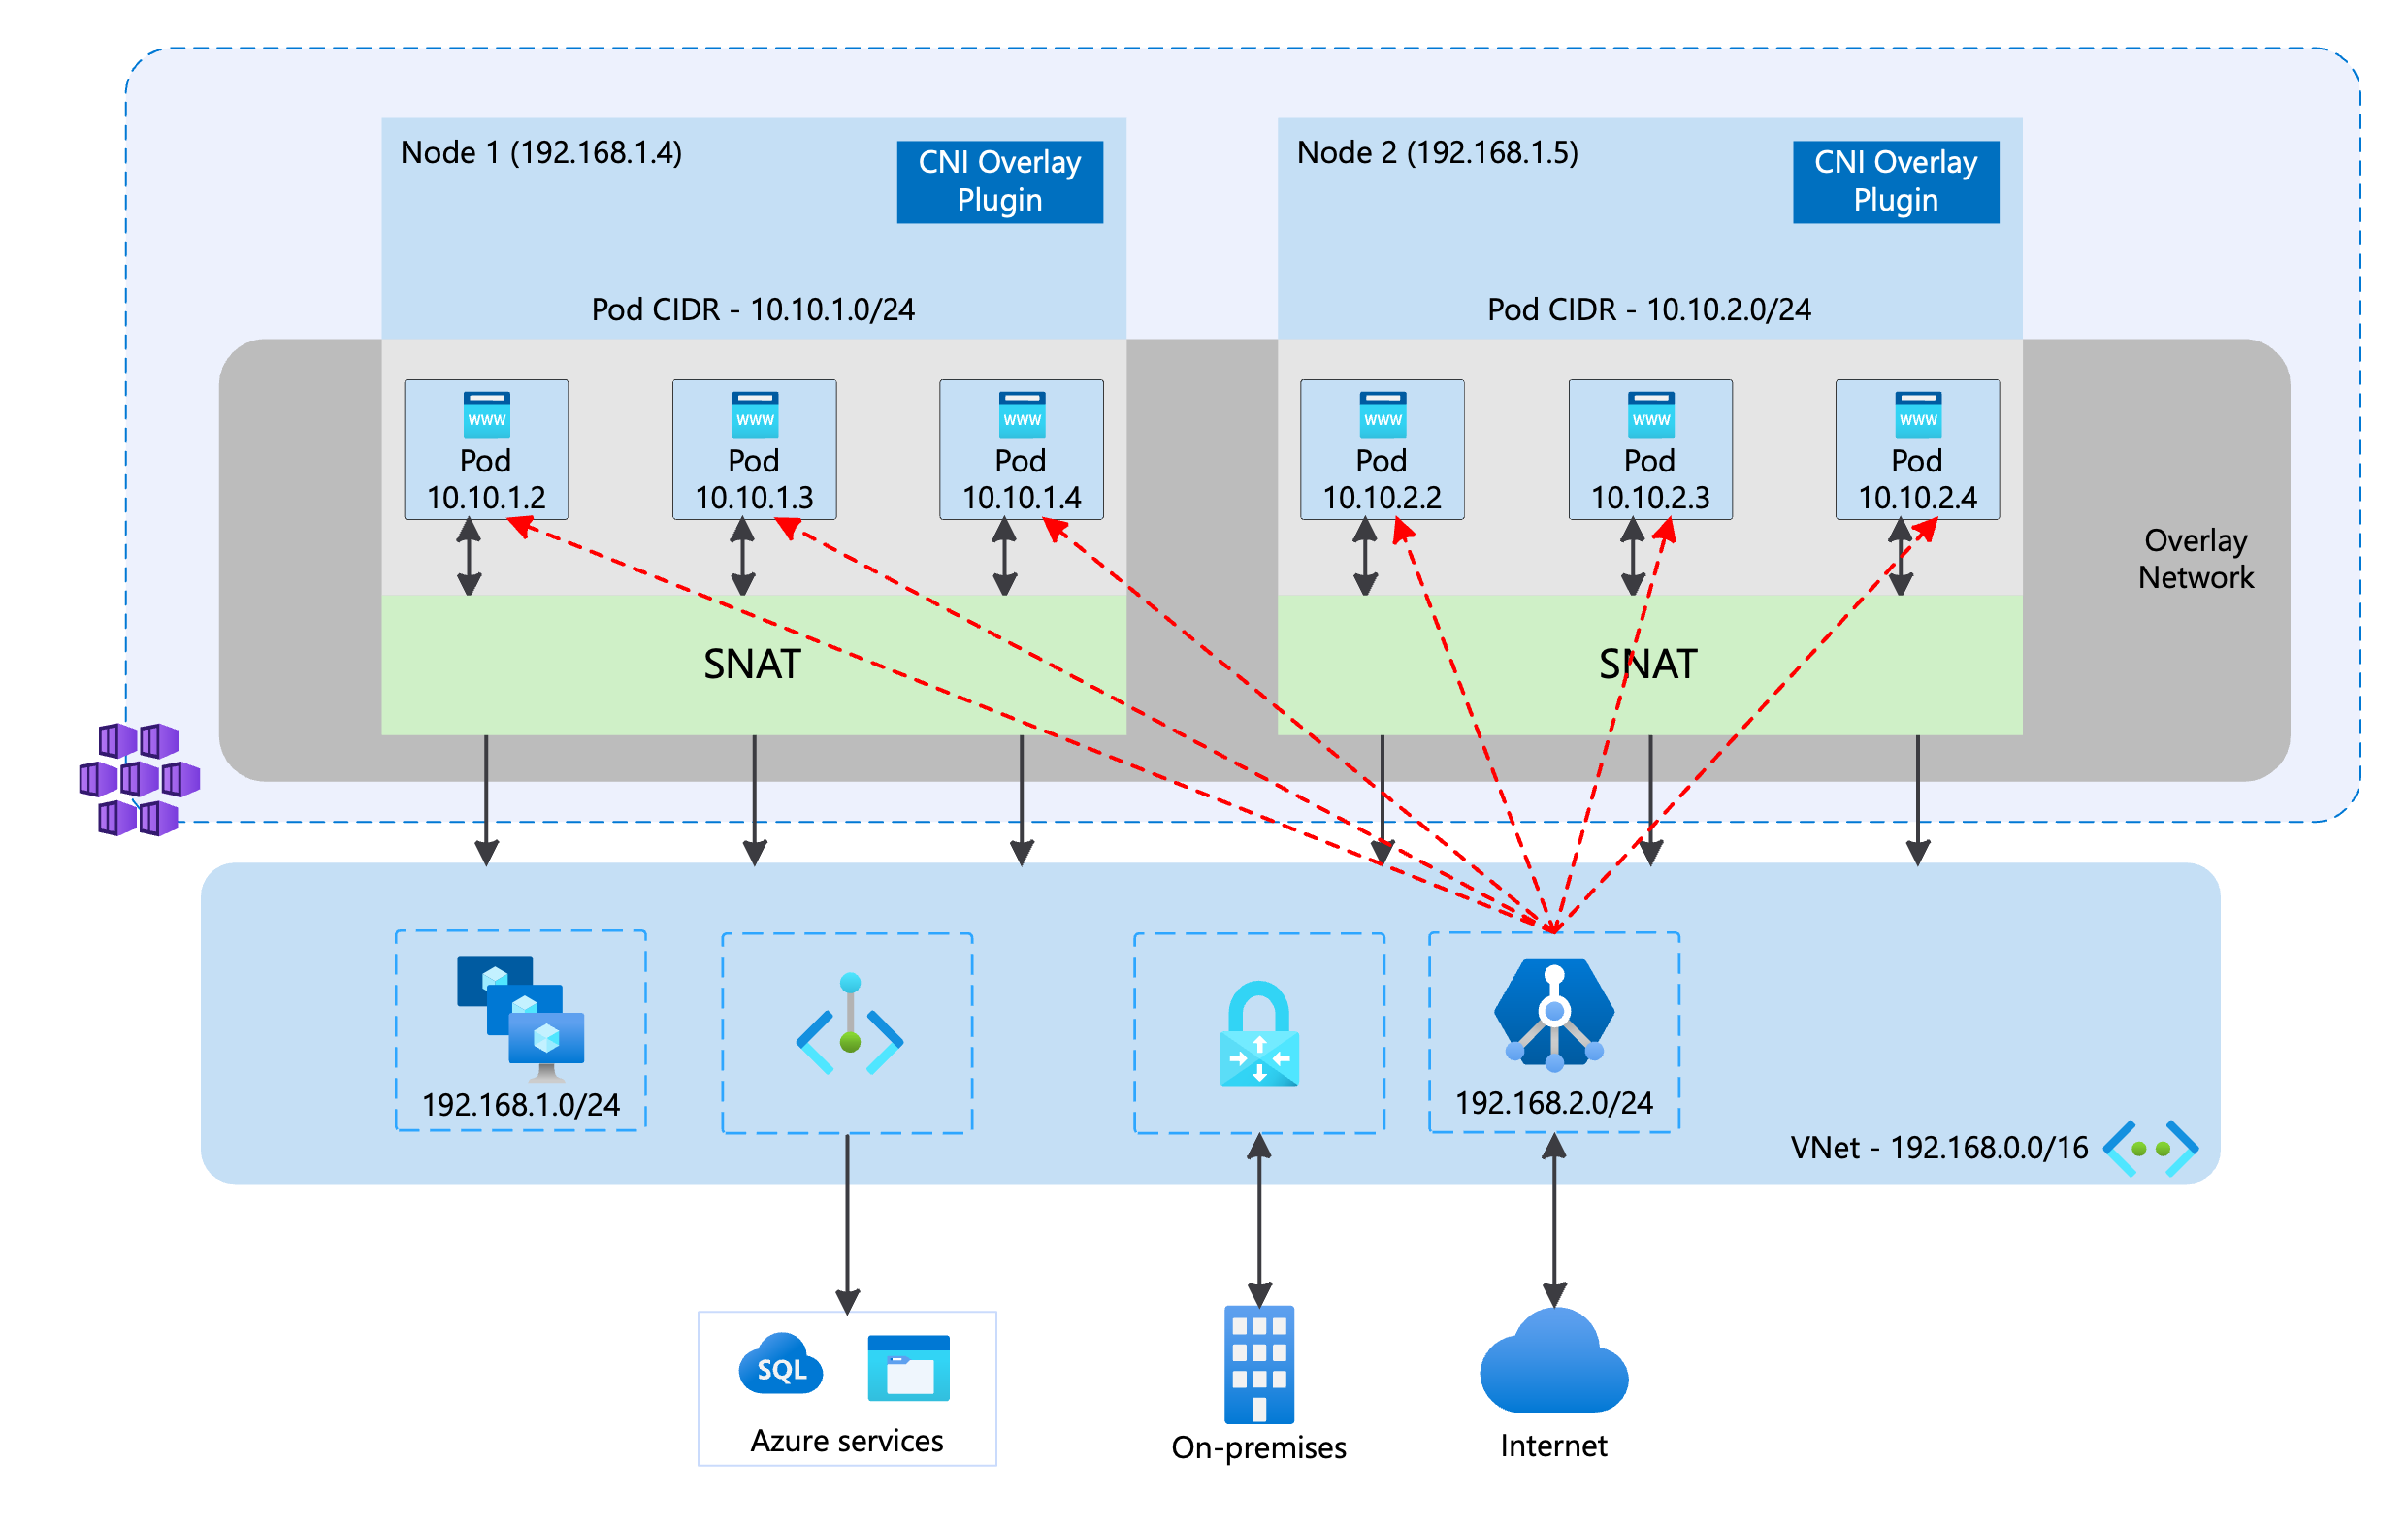 Node 1 (192.168.1.4)
CNI Overlay
Plugin
Pod CIDR - 10.10.1.0/24
Node 2 (192.168.1.5)
CNI Overlay
Plugin
Pod CIDR - 10.10.2.0/24
www
Pod
10.10.1.2
www
Pod
10.10.1.3
www
Pod
10.10.1.4
www
Pod
10.10.2.2
www
Pod
10.10.2.3
www
Pod
10.10.2.4
Overlay
Network
SNAT
SNAT
192.168.1.0/24
192.168.2.0/24
VNet - 192.168.0.0/16
SQL
Azure services
On-premises
Internet